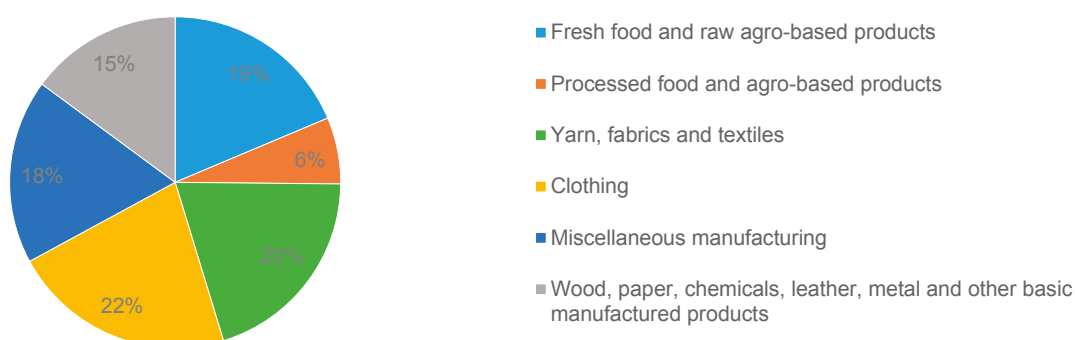 15%
19%
6%
18%
20%
22%
Fresh food and raw agro-based products
Processed food and agro-based products
Yarn, fabrics and textiles
Clothing
Miscellaneous manufacturing
Wood, paper, chemicals, leather, metal and other basic
manufactured products